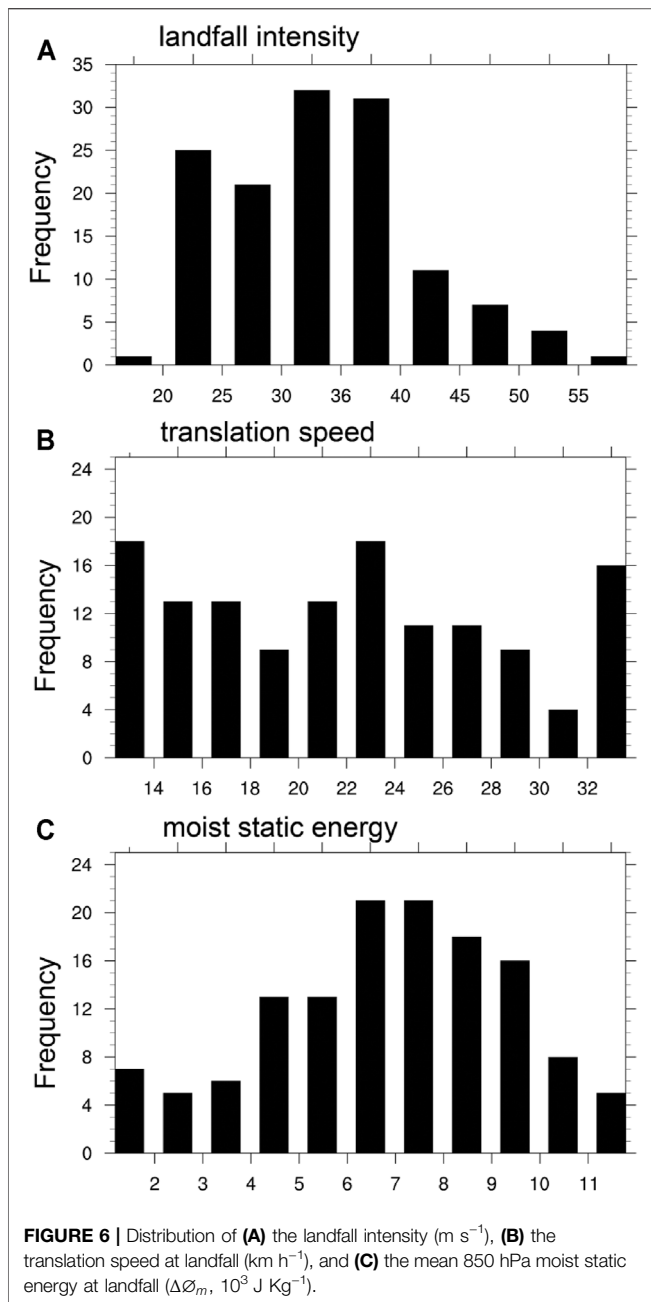 A landfall intensity
35
30
25
20
15
10
5
0
Frequency
20 25 30 36 40 45 50 55
B translation speed
24
20
16
12
8
4
0
Frequency
14 16 18 20 22 24 26 28 30 32
C moist static energy
24
20
16
12
8
4
0
Frequency
2 3 4 5 6 7 8 9 10 11
FIGURE 6 | Distribution of (A) the landfall intensity (m s⁻¹), (B) the
translation speed at landfall (km h⁻¹), and (C) the mean 850 hPa moist static
energy at landfall (ΔØₘ, 10³ J Kg⁻¹).